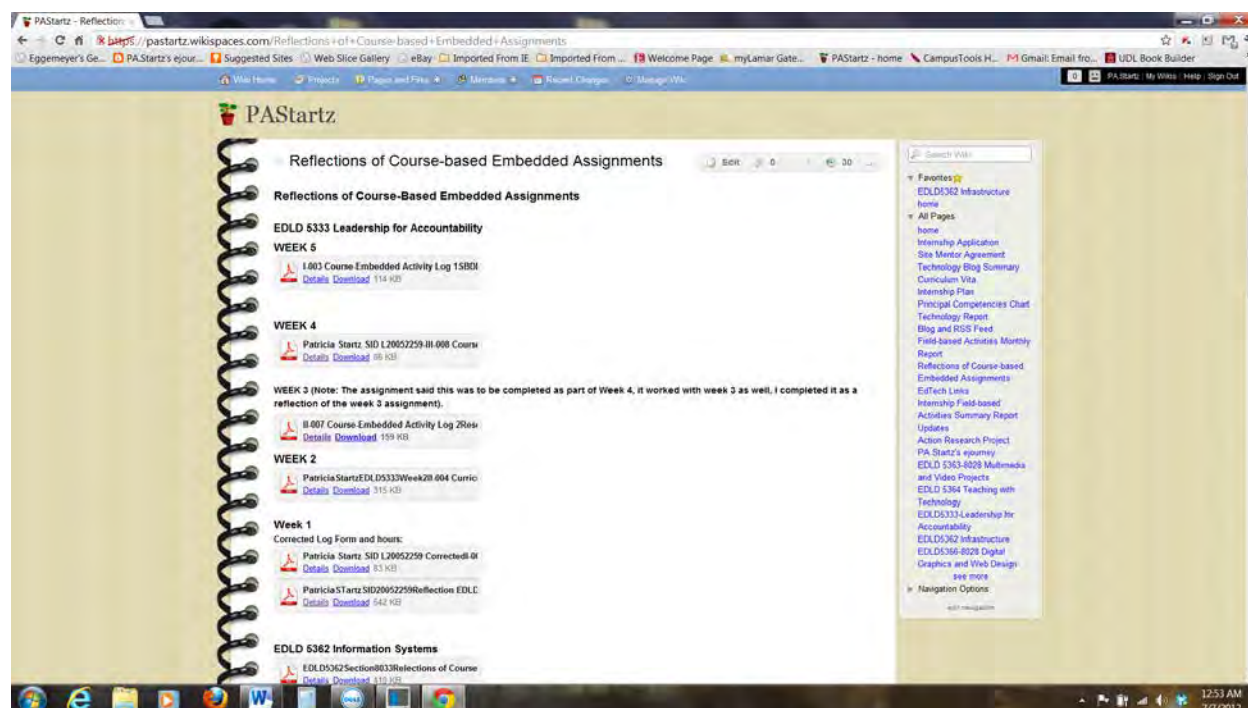 PAStartz - Reflection
https://pastartz.wikispaces.com/Reflections+of+Course-based+Embedded+Assignments
Eggemeyer's Ge... PA.Startz's ejour... Suggested Sites Web Slice Gallery eBay Imported From IE Imported From ... Welcome Page myLamar Gate... PAStartz - home CampusTools H... Gmail: Email fro... UDL Book Builder
Wiki Home Projects Pages and Files Members Recent Changes Manage Wiki
0 PA.Startz My Wikis Help Sign Out
PAStartz
Reflections of Course-based Embedded Assignments
Edit 0 30 ...
Reflections of Course-Based Embedded Assignments
EDLD 5333 Leadership for Accountability
WEEK 5
I-003 Course-Embedded Activity Log 1SBDI
Details Download 114 KB
WEEK 4
Patricia Startz SID L20052259-III-008 Course
Details Download 86 KB
WEEK 3 (Note: The assignment said this was to be completed as part of Week 4, it worked with week 3 as well, I completed it as a
reflection of the week 3 assignment).
II-007 Course-Embedded Activity Log 2Rese
Details Download 159 KB
WEEK 2
PatriciaStartzEDLD5333Week2II.004 Curric
Details Download 315 KB
Week 1
Corrected Log Form and hours:
Patricia Startz SID L20052259 CorrectedI-00
Details Download 83 KB
PatriciaSTartzSID20052259Reflection EDLD
Details Download 642 KB
EDLD 5362 Information Systems
EDLD5362Section8033Relections of Course
Details Download 410 KB
Search Wiki
Favorites
EDLD5362 Infrastructure
home
All Pages
home
Internship Application
Site Mentor Agreement
Technology Blog Summary
Curriculum Vita
Internship Plan
Principal Competencies Chart
Technology Report
Blog and RSS Feed
Field-based Activities Monthly
Report
Reflections of Course-based
Embedded Assignments
EdTech Links
Internship Field-based
Activities Summary Report
Updates
Action Research Project
PA Startz's ejourney
EDLD 5363-8028 Multimedia
and Video Projects
EDLD 5364 Teaching with
Technology
EDLD5333-Leadership for
Accountability
EDLD5362 Infrastructure
EDLD5366-8028 Digital
Graphics and Web Design
see more
Navigation Options
edit navigation
12:53 AM